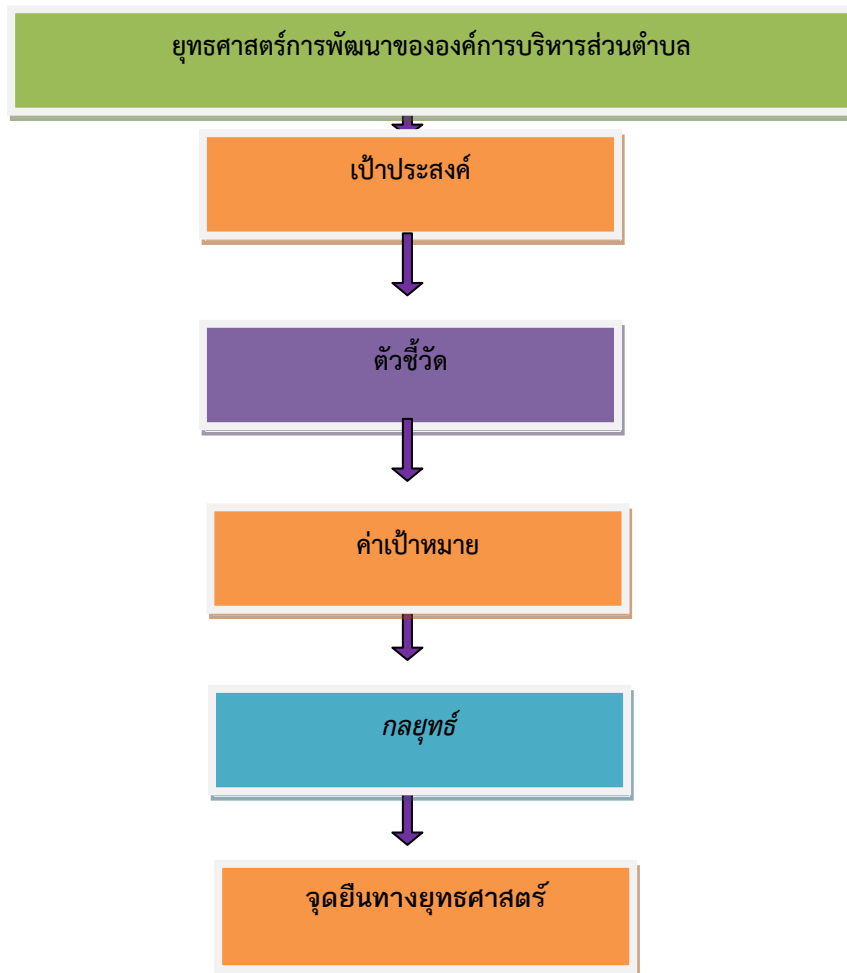 ยุทธศาสตร์การพัฒนาขององค์การบริหารส่วนตำบล
เป้าประสงค์
ตัวชี้วัด
ค่าเป้าหมาย
กลยุทธ์
จุดยืนทางยุทธศาสตร์